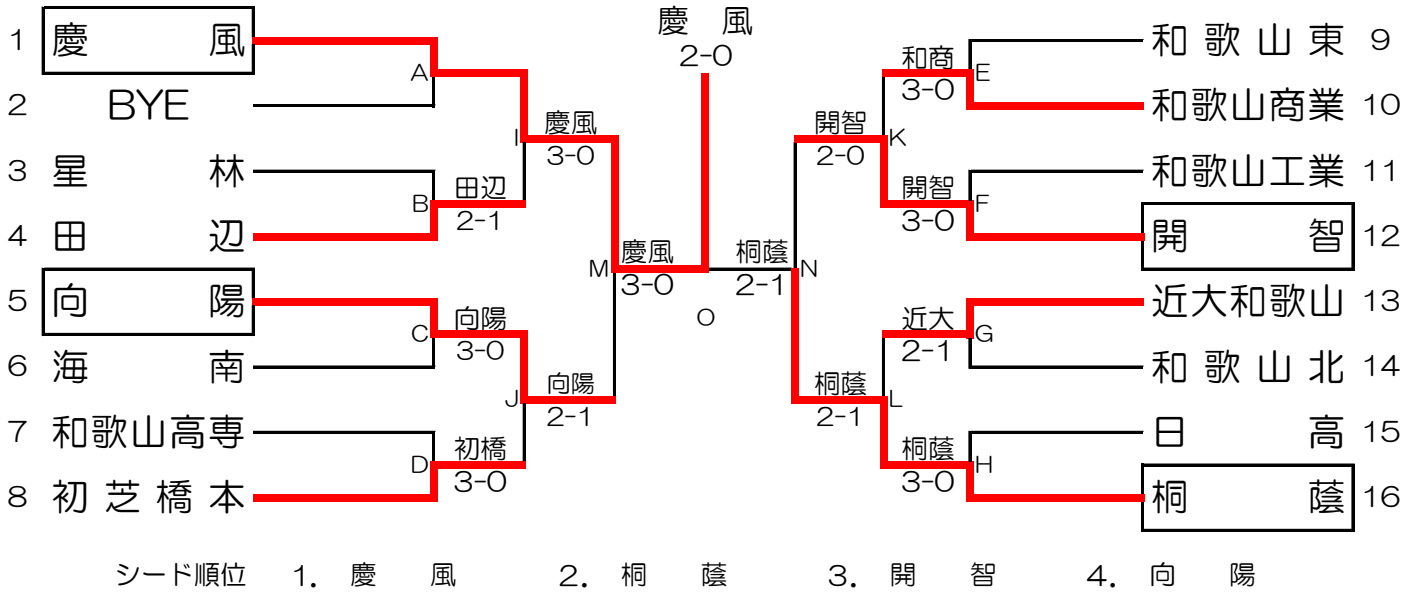 慶風
2-0
1 慶風
2 BYE
3 星林
4 田辺
5 向陽
6 海南
7 和歌山高専
8 初芝橋本
A
B
田辺
2-1
C
向陽
3-0
D
初橋
3-0
I
慶風
3-0
J
向陽
2-1
M
慶風
3-0
O
桐蔭
2-1
N
開智
2-0
K
桐蔭
2-1
L
和商
3-0
E
開智
3-0
F
近大
2-1
G
桐蔭
3-0
H
和歌山東 9
和歌山商業 10
和歌山工業 11
開智 12
近大和歌山 13
和歌山北 14
日高 15
桐蔭 16
シード順位 1. 慶風 2. 桐蔭 3. 開智 4. 向陽